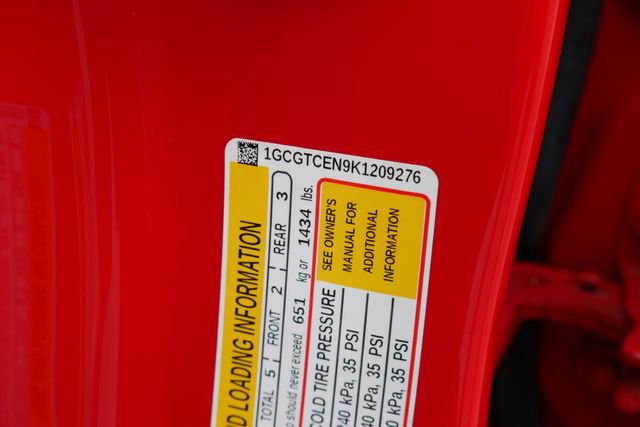 1GCGTCEN9K1209276
LOADING INFORMATION
TOTAL 5 FRONT 2 REAR 3
should never exceed 651 kg or 1434 lbs.
COLD TIRE PRESSURE
kPa, 35 PSI
kPa, 35 PSI
kPa, 35 PSI
SEE OWNER'S
MANUAL FOR
ADDITIONAL
INFORMATION